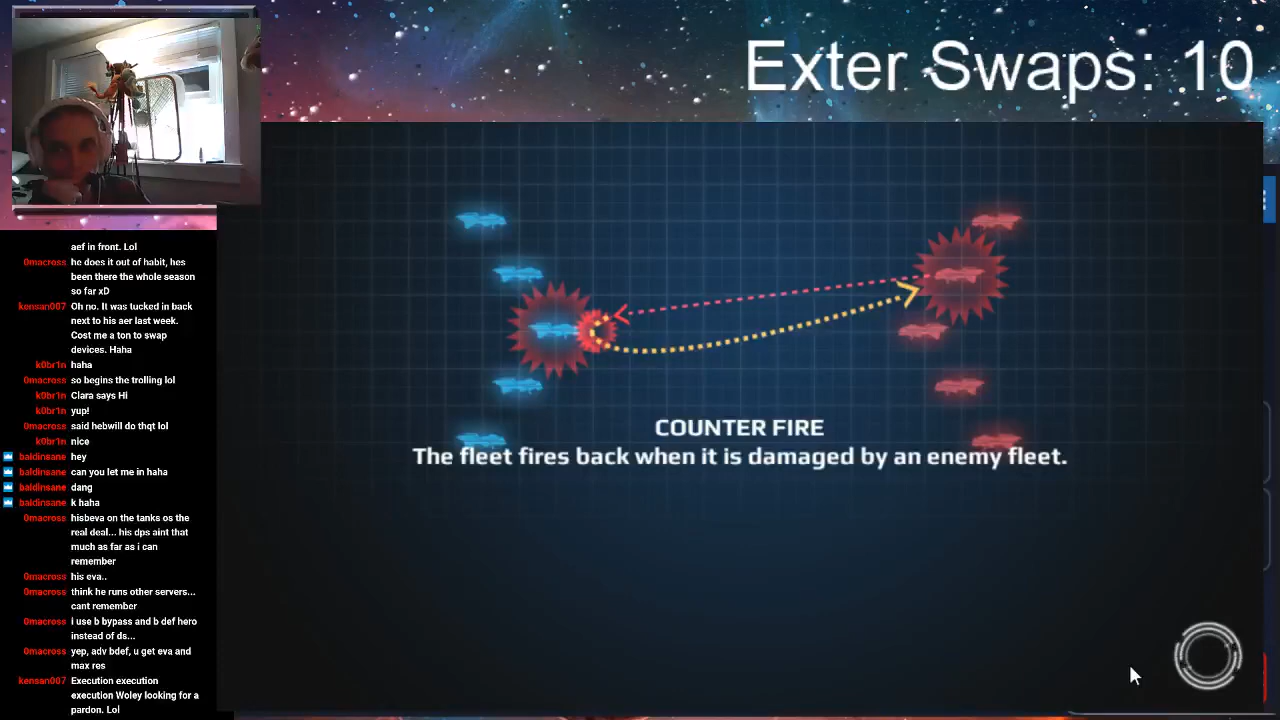 Exter Swaps: 10
aef in front. Lol
0macross he does it out of habit, hes
been there the whole season
so far xD
kensan007 Oh no. It was tucked in back
next to his aer last week.
Cost me a ton to swap
devices. Haha
k0br1n haha
0macross so begins the trolling lol
k0br1n Clara says Hi
k0br1n yup!
0macross said hebwill do thqt lol
k0br1n nice
baldinsane hey
baldinsane can you let me in haha
baldinsane dang
baldinsane k haha
0macross hisbeva on the tanks os the
real deal... his dps aint that
much as far as i can
remember
0macross his eva..
0macross think he runs other servers...
cant remember
0macross i use b bypass and b def hero
instead of ds...
0macross yep, adv bdef, u get eva and
max res
kensan007 Execution execution
execution Woley looking for a
pardon. Lol
COUNTER FIRE
The fleet fires back when it is damaged by an enemy fleet.